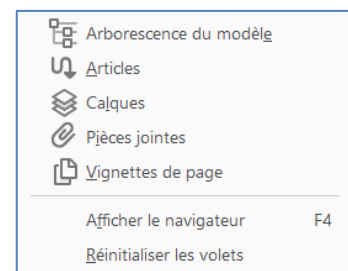 Arborescence du modèle
Articles
Calques
Pièces jointes
Vignettes de page
Afficher le navigateur F4
Réinitialiser les volets